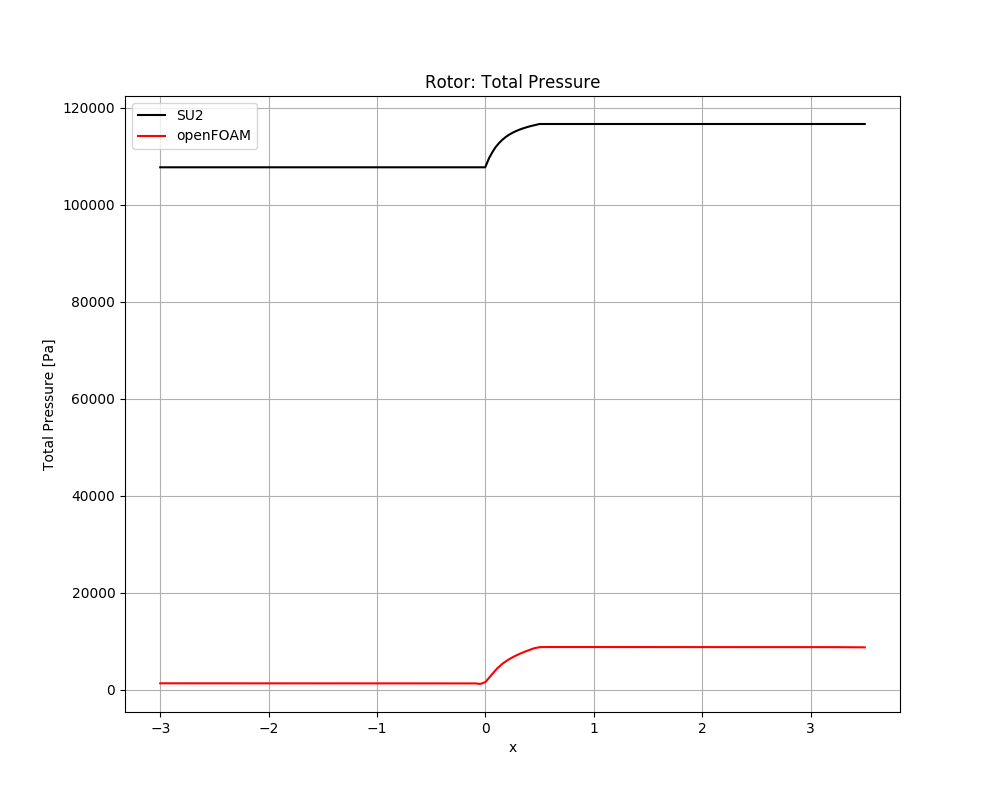 Rotor: Total Pressure
SU2
openFOAM
120000
100000
80000
60000
40000
20000
0
Total Pressure [Pa]
−3 −2 −1 0 1 2 3
x